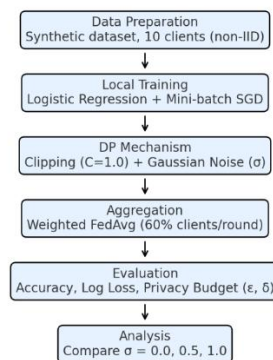 Data Preparation
Synthetic dataset, 10 clients (non-IID)
Local Training
Logistic Regression + Mini-batch SGD
DP Mechanism
Clipping (C=1.0) + Gaussian Noise (σ)
Aggregation
Weighted FedAvg (60% clients/round)
Evaluation
Accuracy, Log Loss, Privacy Budget (ε, δ)
Analysis
Compare σ = 0.0, 0.5, 1.0